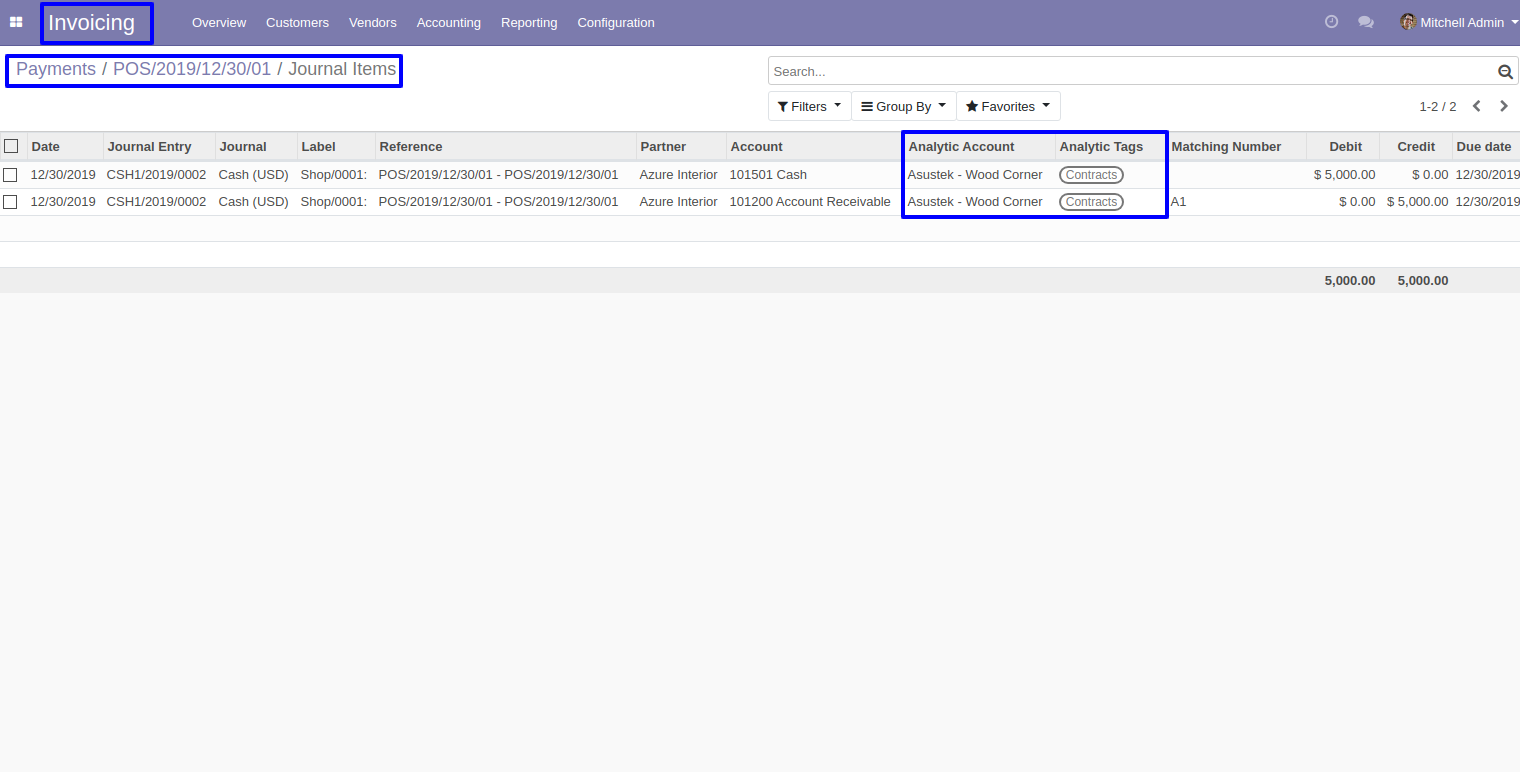 Invoicing Overview Customers Vendors Accounting Reporting Configuration Mitchell Admin
Payments / POS/2019/12/30/01 / Journal Items
Search...
Filters Group By Favorites 1-2 / 2
Date Journal Entry Journal Label Reference Partner Account Analytic Account Analytic Tags Matching Number Debit Credit Due date
12/30/2019 CSH1/2019/0002 Cash (USD) Shop/0001: POS/2019/12/30/01 - POS/2019/12/30/01 Azure Interior 101501 Cash Asustek - Wood Corner Contracts $ 5,000.00 $ 0.00 12/30/2019
12/30/2019 CSH1/2019/0002 Cash (USD) Shop/0001: POS/2019/12/30/01 - POS/2019/12/30/01 Azure Interior 101200 Account Receivable Asustek - Wood Corner Contracts A1 $ 0.00 $ 5,000.00 12/30/2019
5,000.00 5,000.00